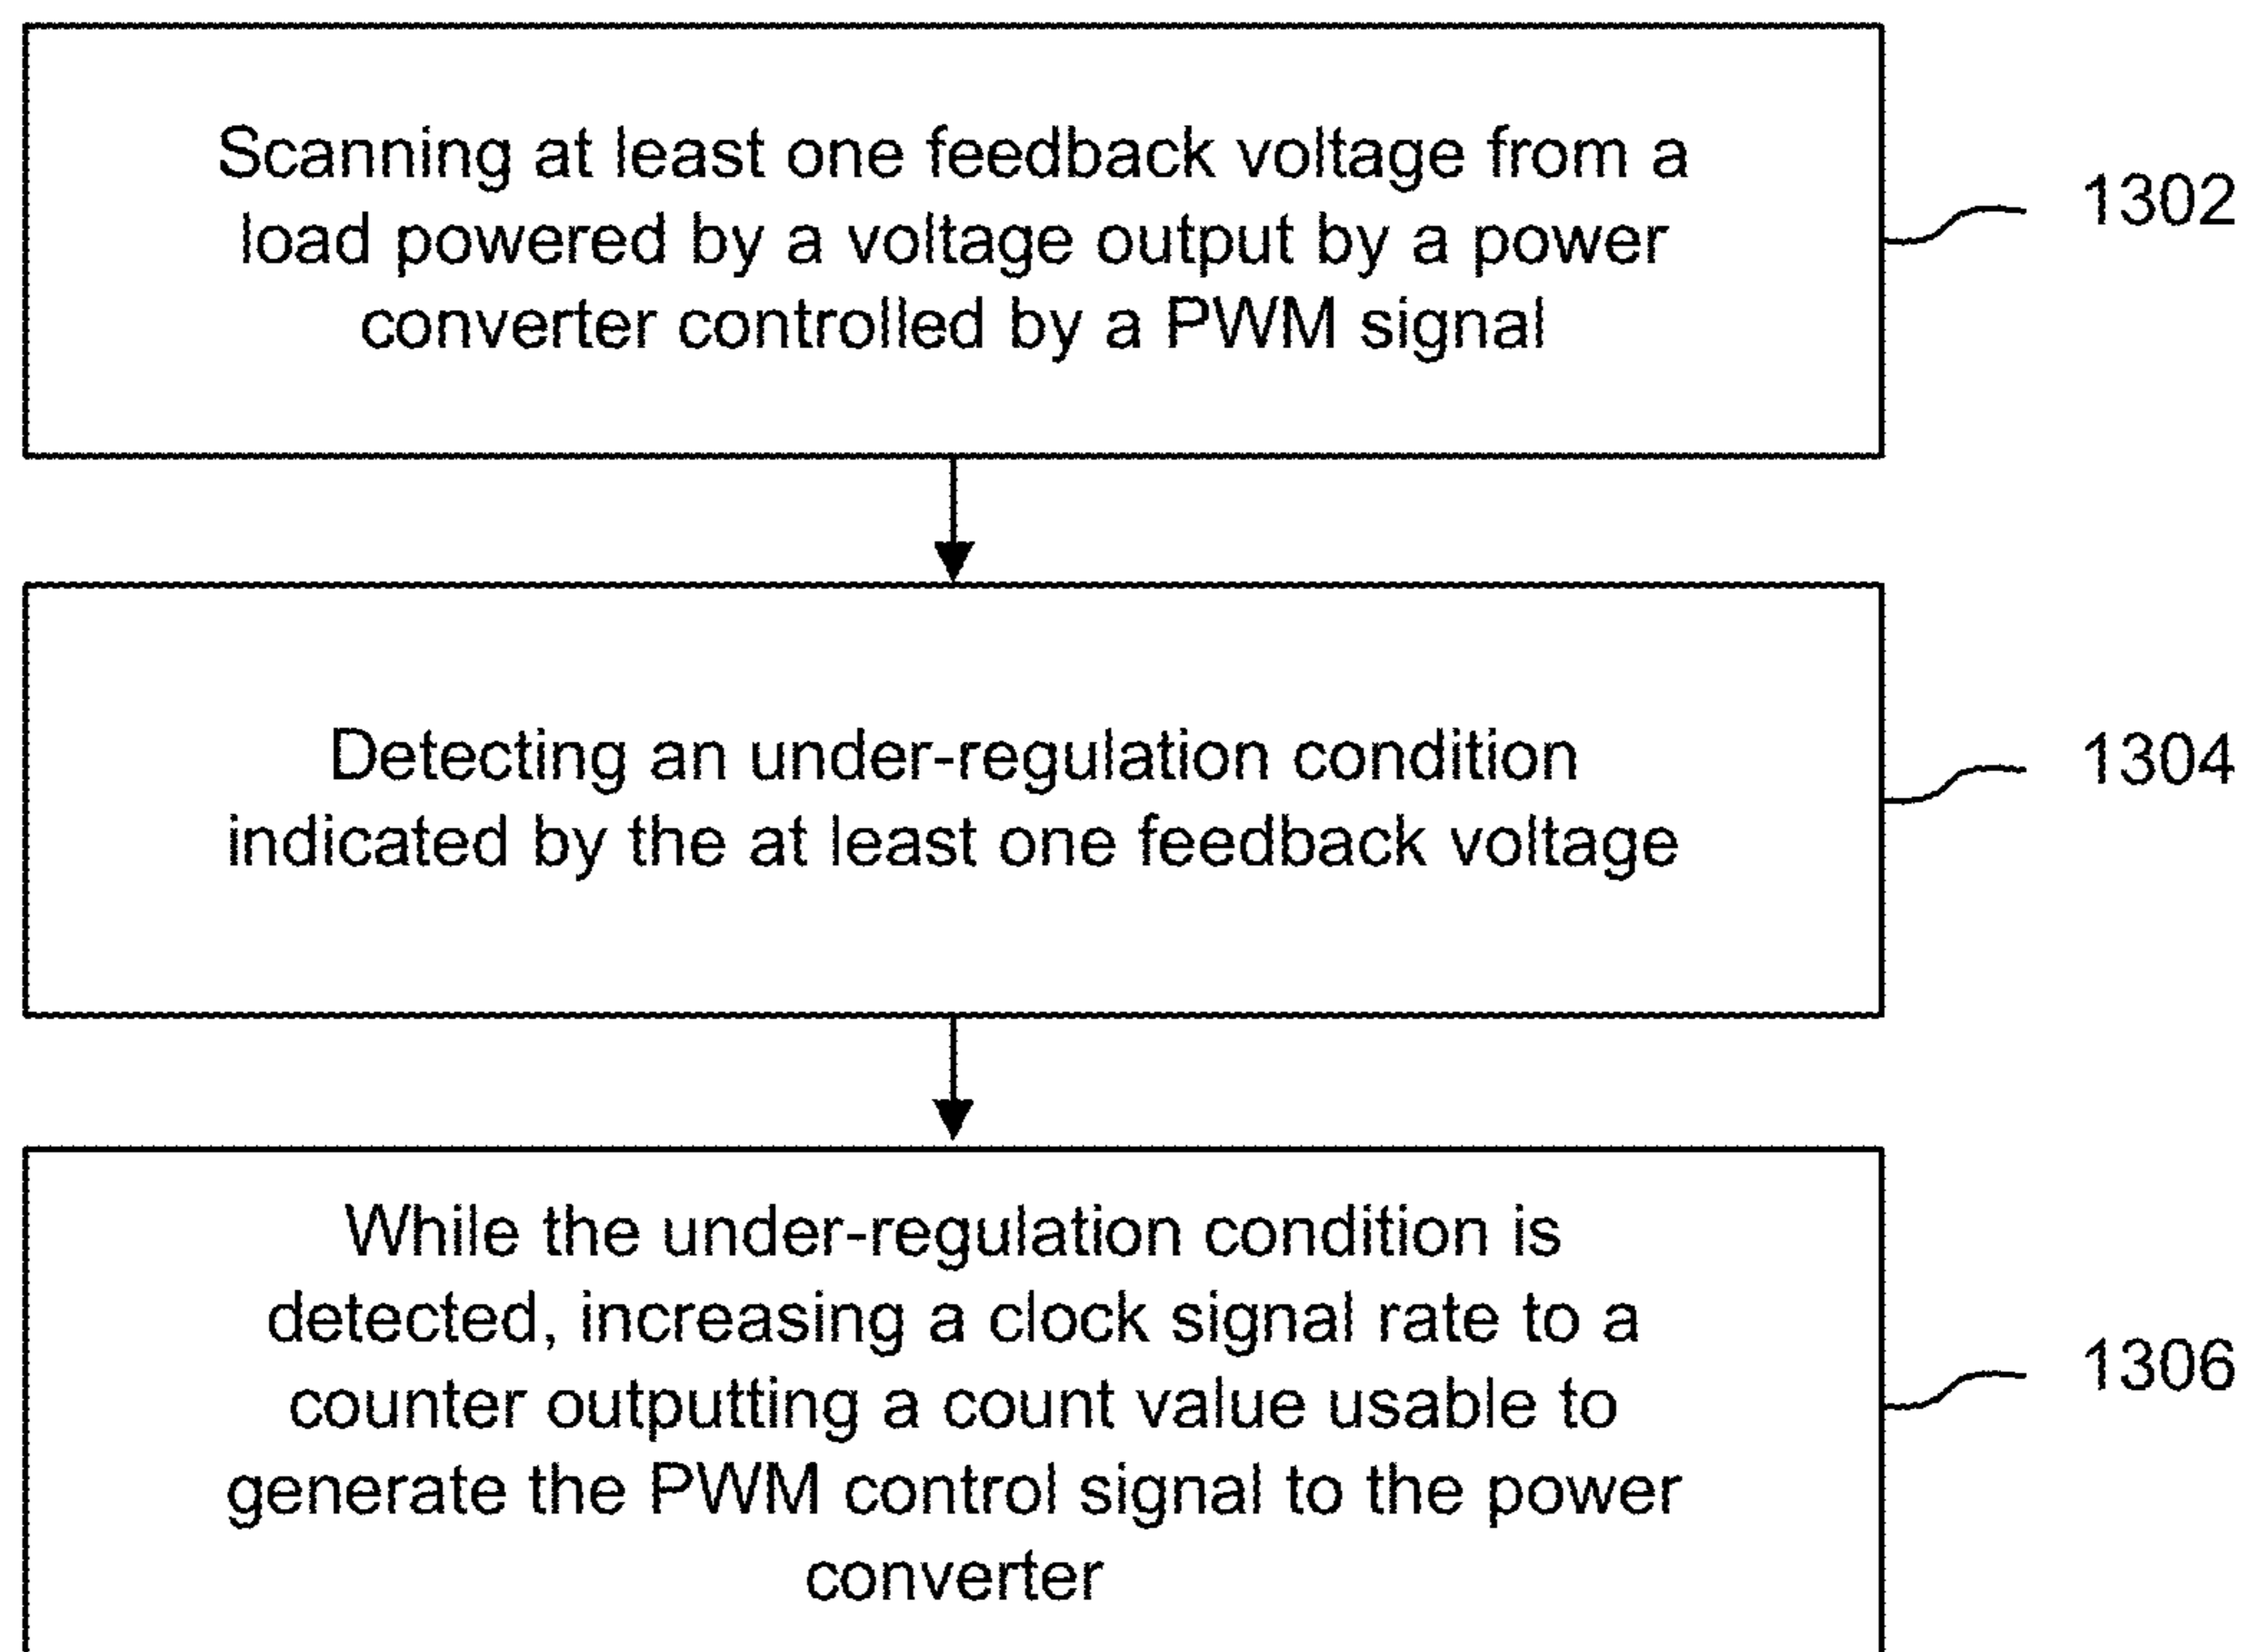 Scanning at least one feedback voltage from a
load powered by a voltage output by a power
converter controlled by a PWM signal
1302
Detecting an under-regulation condition
indicated by the at least one feedback voltage
1304
While the under-regulation condition is
detected, increasing a clock signal rate to a
counter outputting a count value usable to
generate the PWM control signal to the power
converter
1306